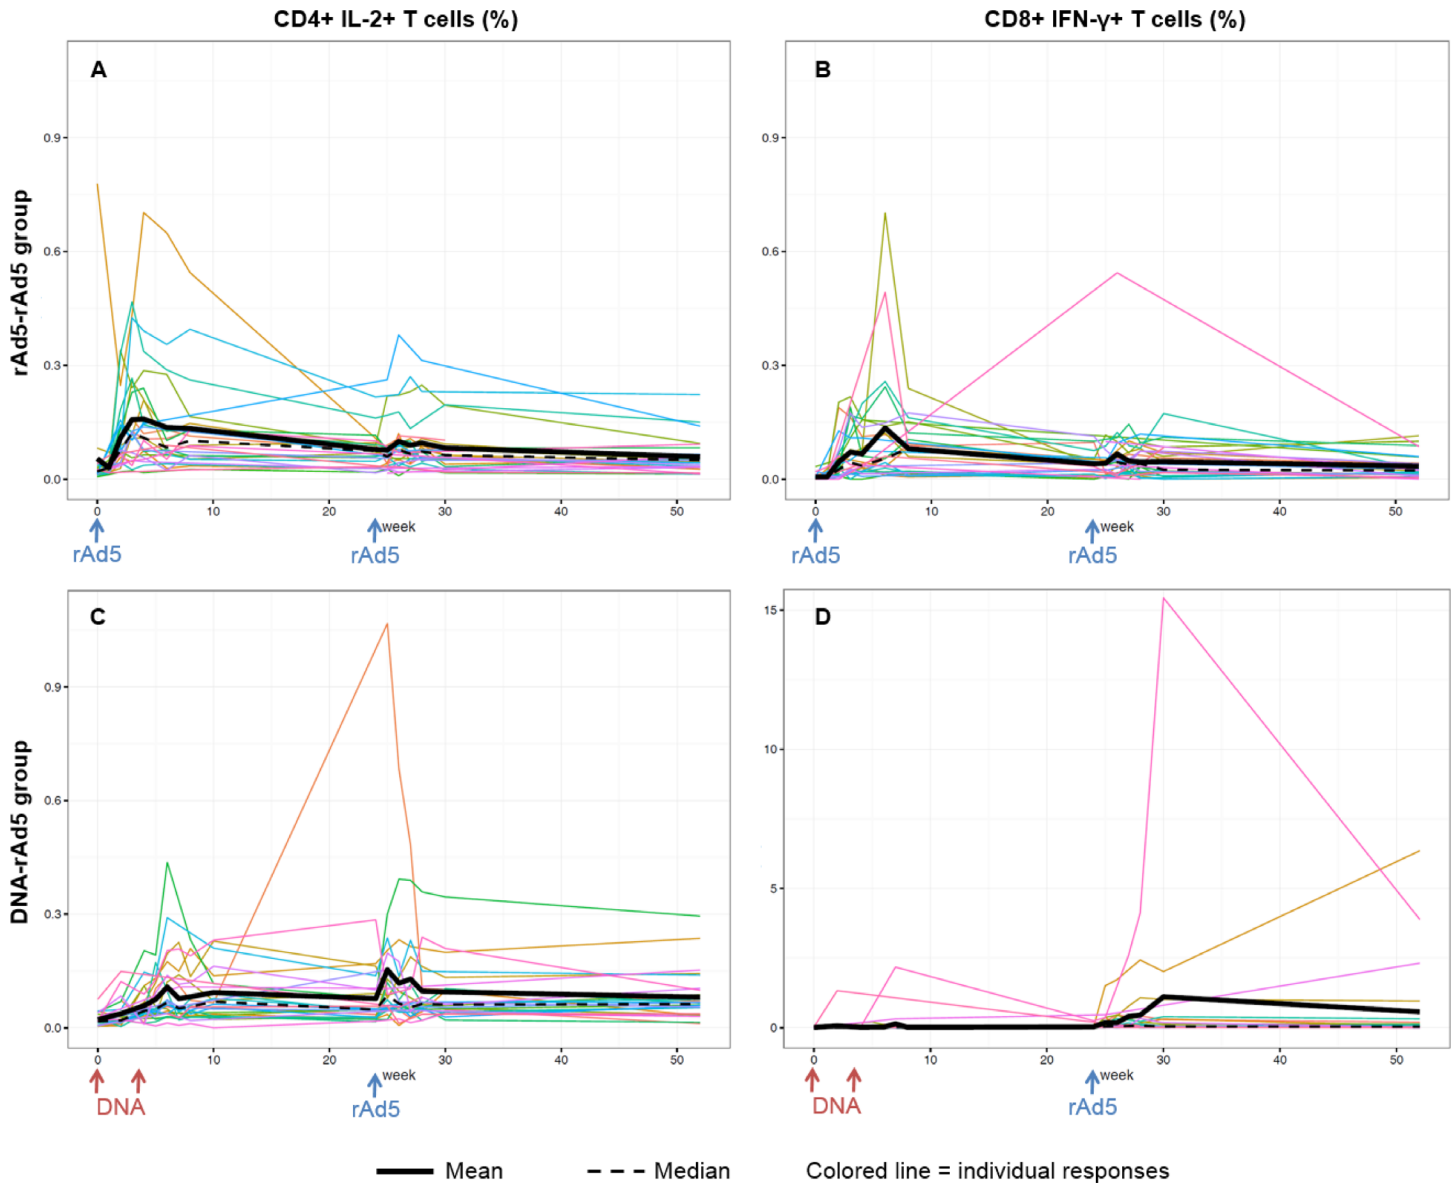 CD4+ IL-2+ T cells (%)
CD8+ IFN-γ+ T cells (%)
rAd5-rAd5 group
A
0.9
0.6
0.3
0.0
0 10 20 30 40 50
week
rAd5
rAd5
B
0.9
0.6
0.3
0.0
0 10 20 30 40 50
week
rAd5
rAd5
DNA-rAd5 group
C
0.9
0.6
0.3
0.0
0 10 20 30 40 50
week
DNA
rAd5
D
15
10
5
0
0 10 20 30 40 50
week
DNA
rAd5
Mean
Median
Colored line = individual responses